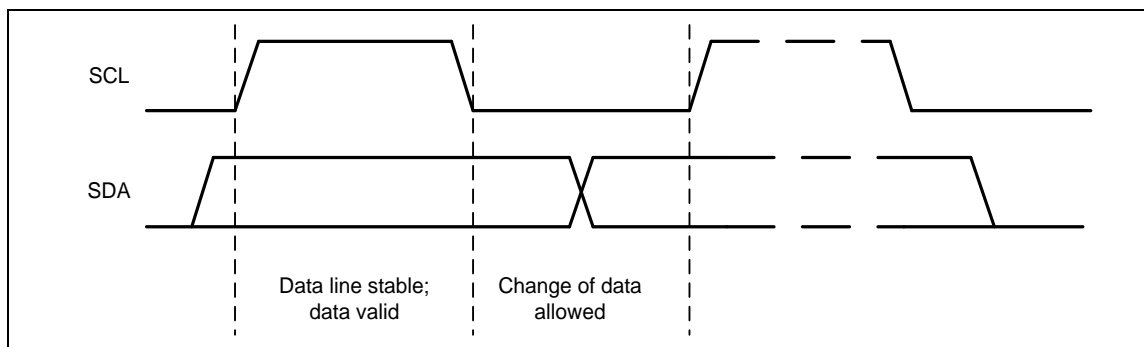 SCL
SDA
Data line stable;
data valid
Change of data
allowed